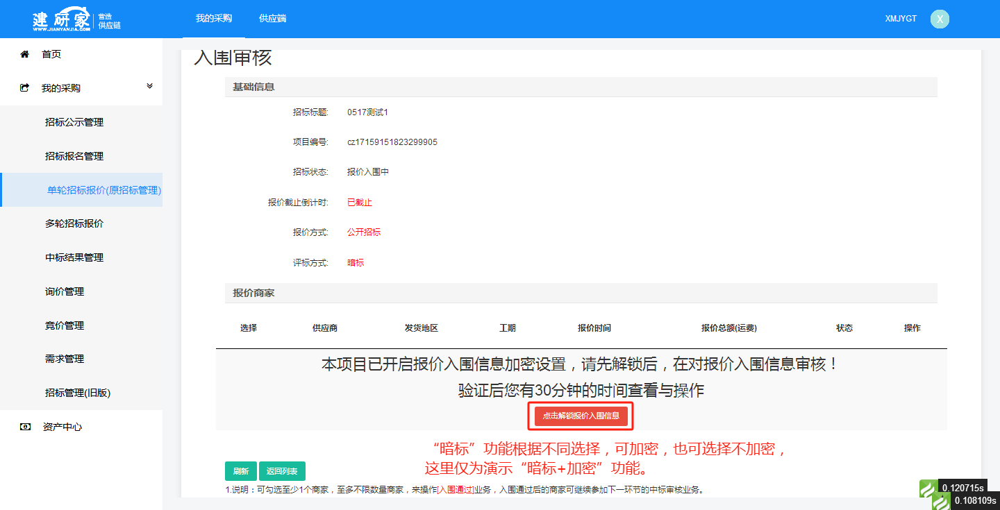 建研家
WWW.JIANYANJIA.COM
营造
供应链
我的采购
供应端
XMJYGT
X
首页
我的采购
招标公示管理
招标报名管理
单轮招标报价(原招标管理)
多轮招标报价
中标结果管理
询价管理
竞价管理
需求管理
招标管理(旧版)
资产中心
入围审核
基础信息
招标标题: 0517测试1
项目编号: cz17159151823299905
招标状态: 报价入围中
报价截止倒计时: 已截止
报价方式: 公开招标
评标方式: 暗标
报价商家
选择 供应商 发货地区 工期 报价时间 报价总额(运费) 状态 操作
本项目已开启报价入围信息加密设置，请先解锁后，在对报价入围信息审核！
验证后您有30分钟的时间查看与操作
点击解锁报价入围信息
“暗标”功能根据不同选择，可加密，也可选择不加密，
这里仅为演示“暗标+加密”功能。
刷新 返回列表
1.说明：可勾选至少1个商家，至多不限数量商家，来操作[入围通过]业务，入围通过后的商家可继续参加下一环节的中标审核业务。
0.120715s
0.108109s